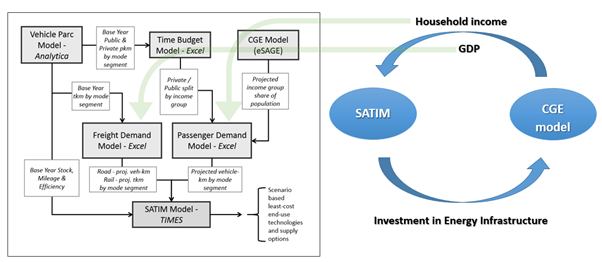 Vehicle Parc
Model -
Analytica
Base Year
Public &
Private pkm
by mode
segment
Time Budget
Model - Excel
CGE Model
(eSAGE)
Household income
GDP
Base Year
tkm by mode
segment
Private /
Public split
by income
group
Projected
income group
share of
population
SATIM
CGE
model
Freight Demand
Model - Excel
Passenger Demand
Model - Excel
Base Year Stock,
Mileage &
Efficiency
Road - proj. veh-km
Rail - proj. tkm
by mode segment
Projected vehicle-
km by mode
segment
SATIM Model -
TIMES
Scenario
based
least-cost
end-use
technologies
and supply
options
Investment in Energy Infrastructure